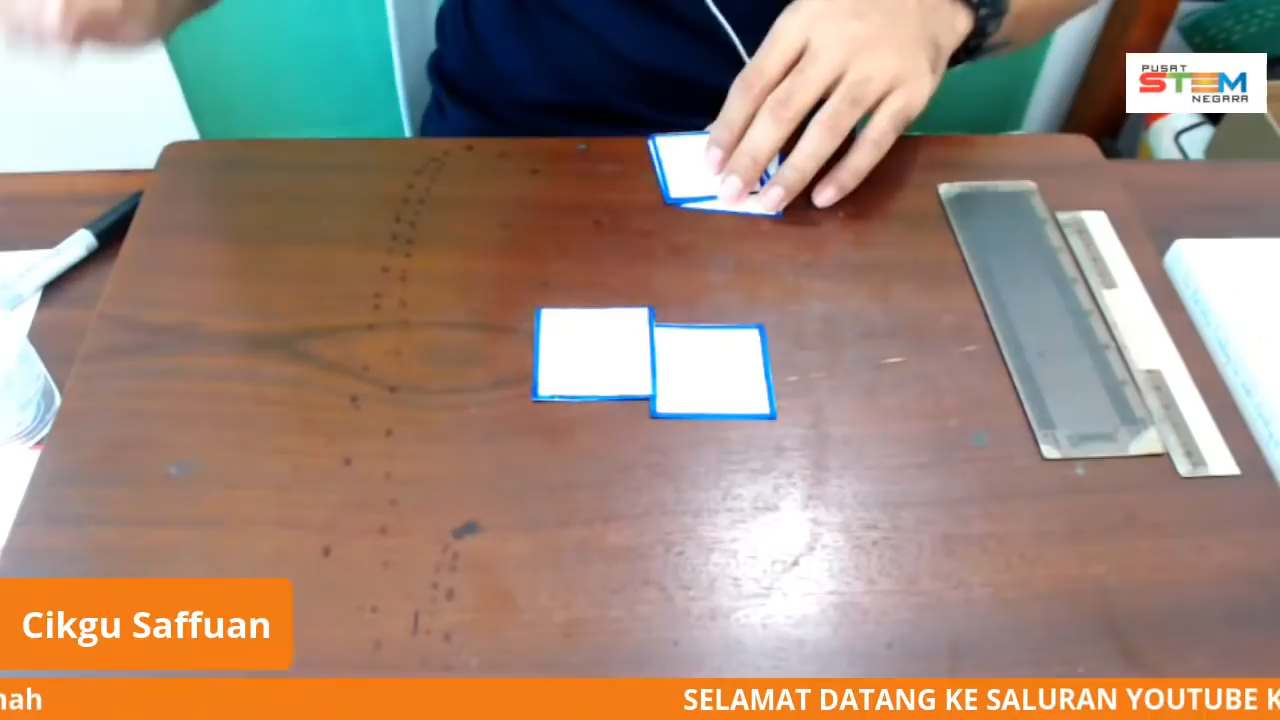 PUSAT
STEM
NEGARA
Cikgu Saffuan
SELAMAT DATANG KE SALURAN YOUTUBE K